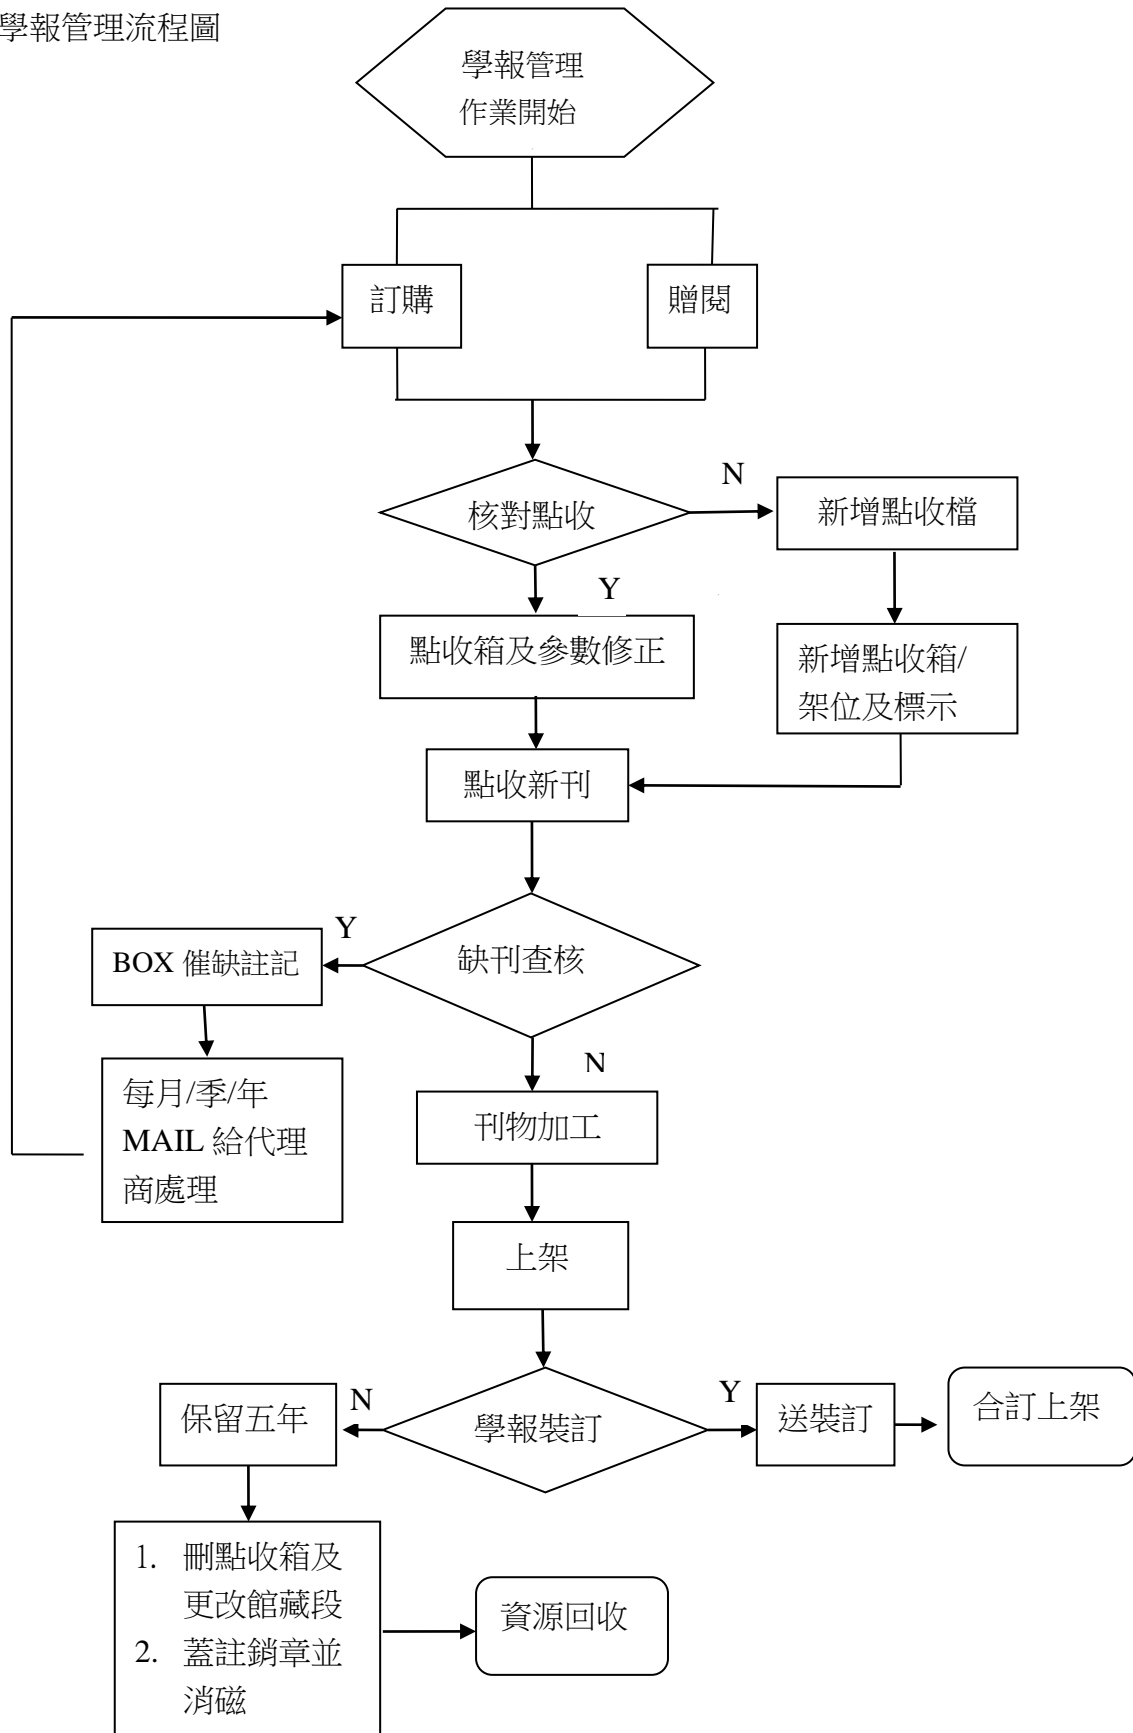 學報管理流程圖
學報管理
作業開始
訂購
贈閱
核對點收
N
新增點收檔
Y
點收箱及參數修正
新增點收箱/
架位及標示
點收新刊
Y
缺刊查核
BOX 催缺註記
N
每月/季/年
MAIL 給代理
商處理
刊物加工
上架
保留五年
N
學報裝訂
Y
送裝訂
合訂上架
1. 刪點收箱及
更改館藏段
2. 蓋註銷章並
消磁
資源回收